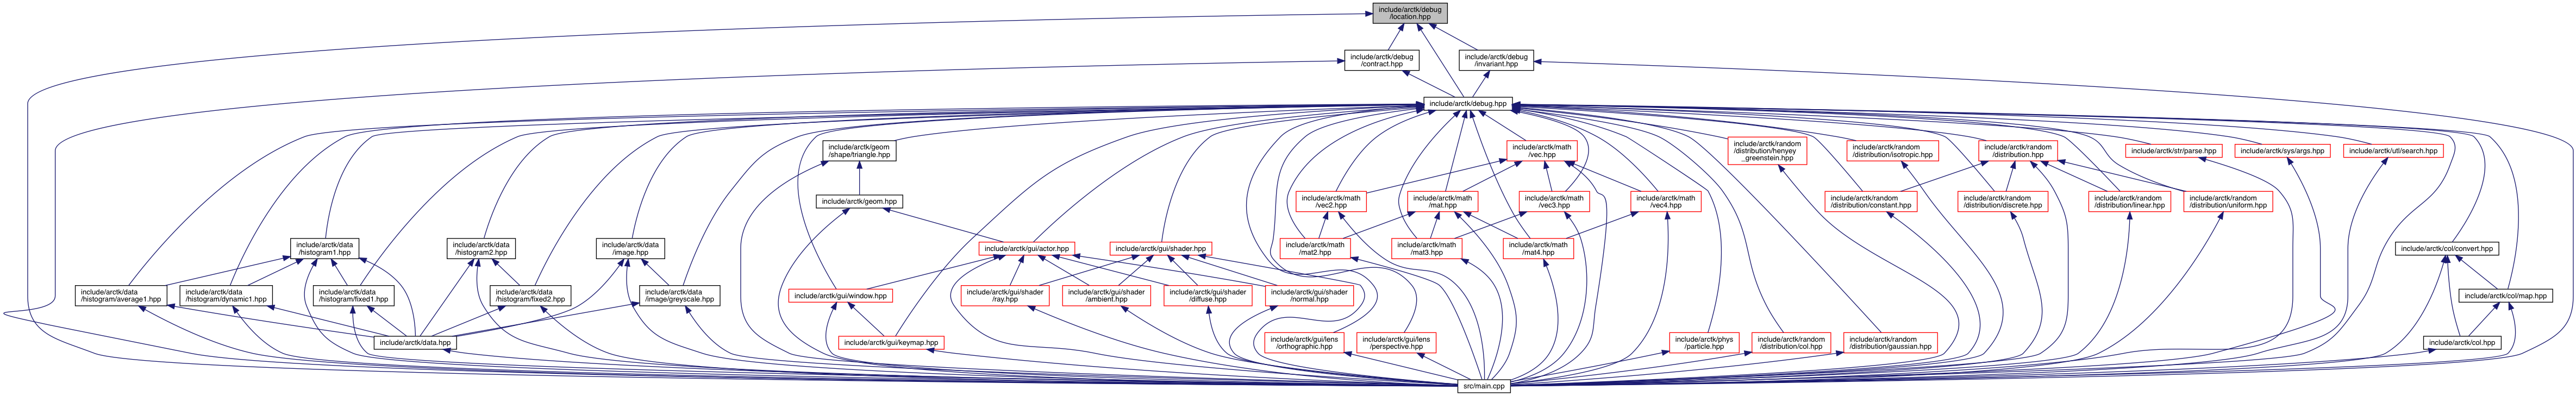 include/arctk/debug
/location.hpp
include/arctk/debug
/contract.hpp
include/arctk/debug
/invariant.hpp
include/arctk/debug.hpp
include/arctk/geom
/shape/triangle.hpp
include/arctk/math
/vec.hpp
include/arctk/random
/distribution/henyey
_greenstein.hpp
include/arctk/random
/distribution/isotropic.hpp
include/arctk/random
/distribution.hpp
include/arctk/str/parse.hpp
include/arctk/sys/args.hpp
include/arctk/utl/search.hpp
include/arctk/geom.hpp
include/arctk/math
/vec2.hpp
include/arctk/math
/mat.hpp
include/arctk/math
/vec3.hpp
include/arctk/math
/vec4.hpp
include/arctk/random
/distribution/constant.hpp
include/arctk/random
/distribution/discrete.hpp
include/arctk/random
/distribution/linear.hpp
include/arctk/random
/distribution/uniform.hpp
include/arctk/data
/histogram1.hpp
include/arctk/data
/histogram2.hpp
include/arctk/data
/image.hpp
include/arctk/gui/actor.hpp
include/arctk/gui/shader.hpp
include/arctk/math
/mat2.hpp
include/arctk/math
/mat3.hpp
include/arctk/math
/mat4.hpp
include/arctk/col/convert.hpp
include/arctk/data
/histogram/average1.hpp
include/arctk/data
/histogram/dynamic1.hpp
include/arctk/data
/histogram/fixed1.hpp
include/arctk/data
/histogram/fixed2.hpp
include/arctk/data
/image/greyscale.hpp
include/arctk/gui/window.hpp
include/arctk/gui/shader
/ray.hpp
include/arctk/gui/shader
/ambient.hpp
include/arctk/gui/shader
/diffuse.hpp
include/arctk/gui/shader
/normal.hpp
include/arctk/col/map.hpp
include/arctk/data.hpp
include/arctk/gui/keymap.hpp
include/arctk/gui/lens
/orthographic.hpp
include/arctk/gui/lens
/perspective.hpp
include/arctk/phys
/particle.hpp
include/arctk/random
/distribution/col.hpp
include/arctk/random
/distribution/gaussian.hpp
include/arctk/col.hpp
src/main.cpp